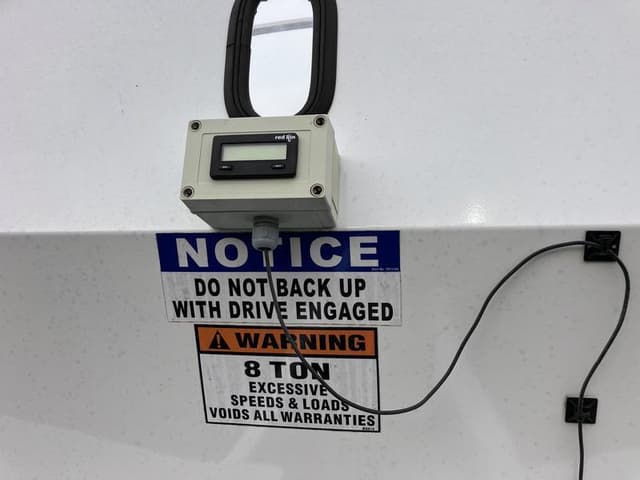 red lion
NOTICE
DO NOT BACK UP
WITH DRIVE ENGAGED
WARNING
8 TON
EXCESSIVE
SPEEDS & LOADS
VOIDS ALL WARRANTIES